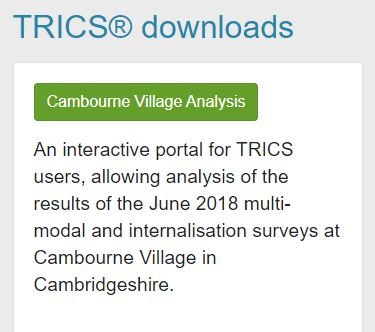 TRICS® downloads
Cambourne Village Analysis
An interactive portal for TRICS
users, allowing analysis of the
results of the June 2018 multi-
modal and internalisation surveys at
Cambourne Village in
Cambridgeshire.